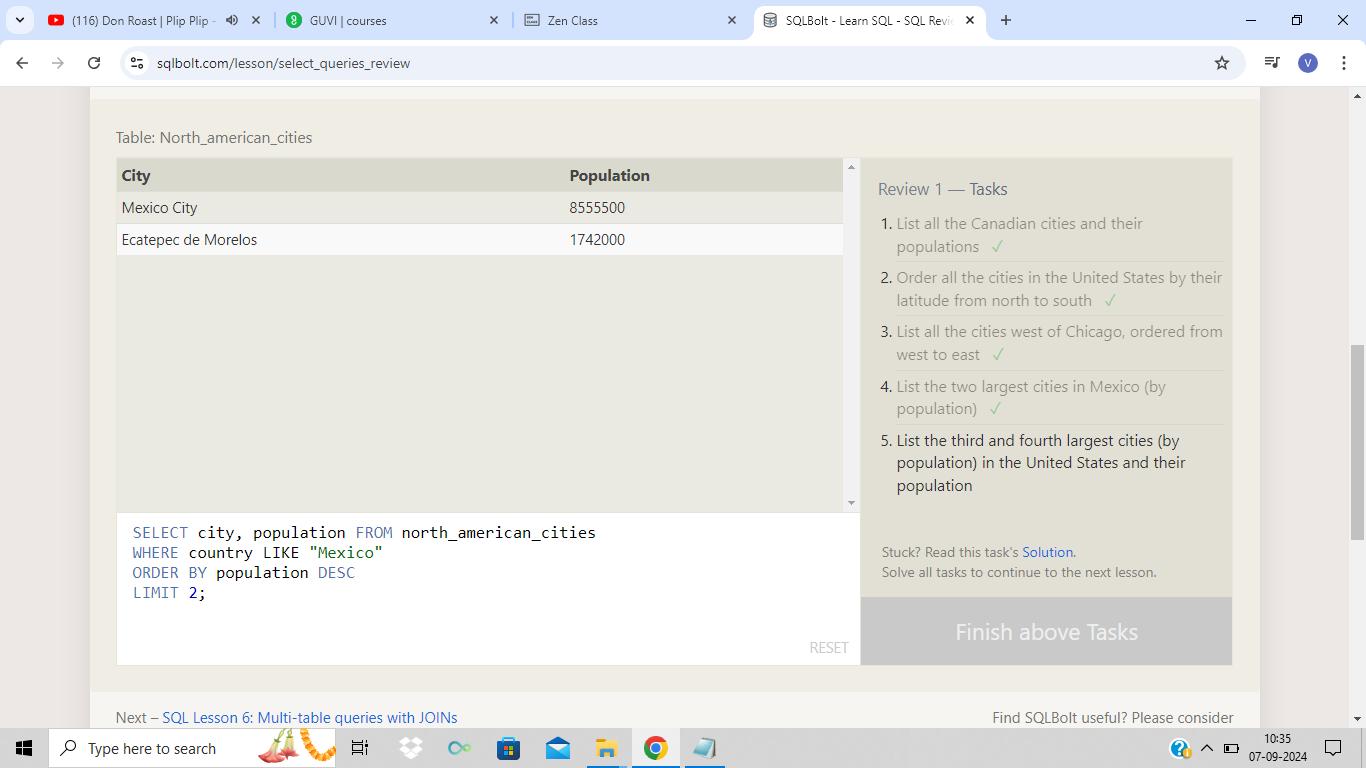 (116) Don Roast | Plip Plip -
GUVI | courses
Zen Class
SQLBolt - Learn SQL - SQL Revie
sqlbolt.com/lesson/select_queries_review
V
Table: North_american_cities
City Population
Mexico City 8555500
Ecatepec de Morelos 1742000
Review 1 — Tasks
1. List all the Canadian cities and their
populations ✓
2. Order all the cities in the United States by their
latitude from north to south ✓
3. List all the cities west of Chicago, ordered from
west to east ✓
4. List the two largest cities in Mexico (by
population) ✓
5. List the third and fourth largest cities (by
population) in the United States and their
population
Stuck? Read this task's Solution.
Solve all tasks to continue to the next lesson.
Finish above Tasks
SELECT city, population FROM north_american_cities
WHERE country LIKE "Mexico"
ORDER BY population DESC
LIMIT 2;
RESET
Next – SQL Lesson 6: Multi-table queries with JOINs
Find SQLBolt useful? Please consider
Type here to search
10:35
07-09-2024